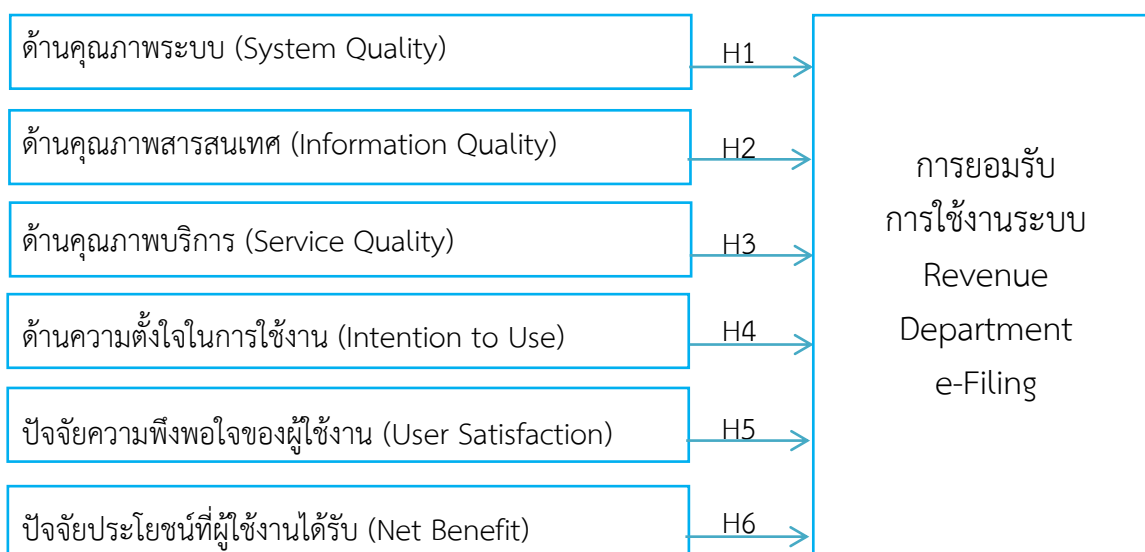 ด้านคุณภาพระบบ (System Quality)
H1
ด้านคุณภาพสารสนเทศ (Information Quality)
H2
ด้านคุณภาพบริการ (Service Quality)
H3
ด้านความตั้งใจในการใช้งาน (Intention to Use)
H4
ปัจจัยความพึงพอใจของผู้ใช้งาน (User Satisfaction)
H5
ปัจจัยประโยชน์ที่ผู้ใช้งานได้รับ (Net Benefit)
H6
การยอมรับ
การใช้งานระบบ
Revenue
Department
e-Filing